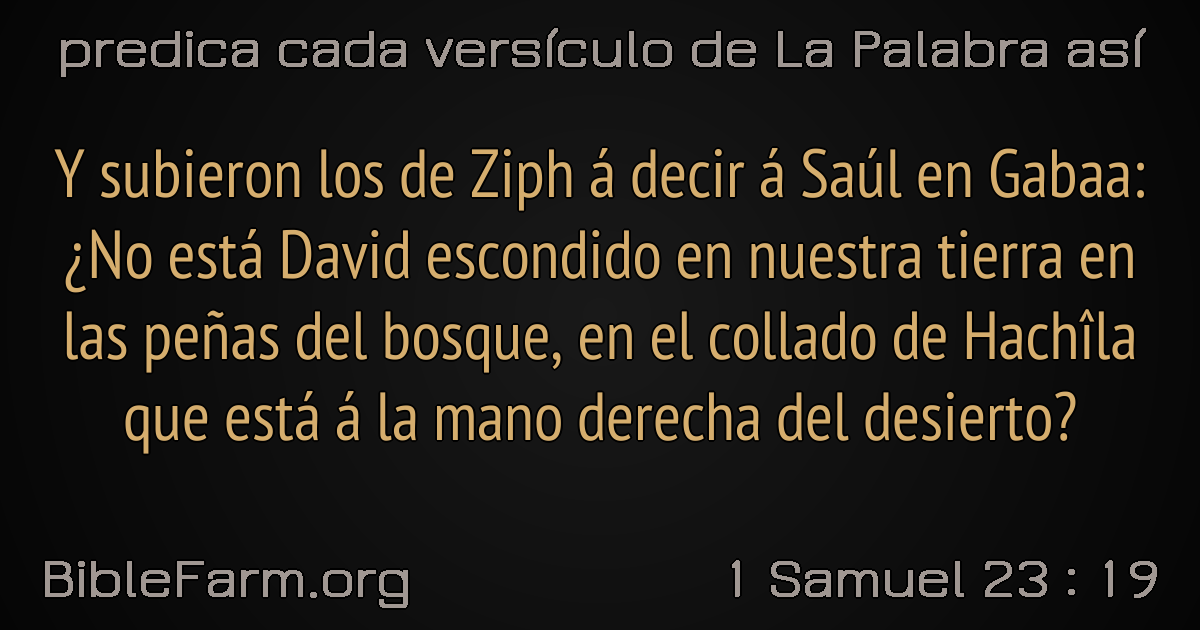 predica cada versículo de La Palabra así
Y subieron los de Ziph á decir á Saúl en Gabaa:
¿No está David escondido en nuestra tierra en
las peñas del bosque, en el collado de Hachîla
que está á la mano derecha del desierto?
BibleFarm.org
1 Samuel 23 : 19